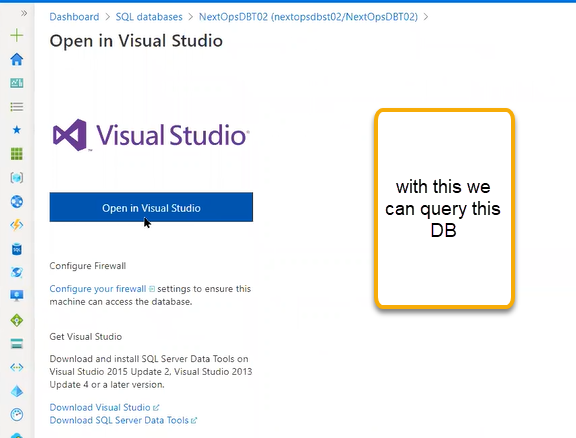 Dashboard > SQL databases > NextOpsDBT02 (nextopsdbst02/NextOpsDBT02) >
Open in Visual Studio
Visual Studio
Open in Visual Studio
with this we
can query this
DB
Configure Firewall
Configure your firewall settings to ensure this
machine can access the database.
Get Visual Studio
Download and install SQL Server Data Tools on
Visual Studio 2015 Update 2, Visual Studio 2013
Update 4 or a later version.
Download Visual Studio
Download SQL Server Data Tools